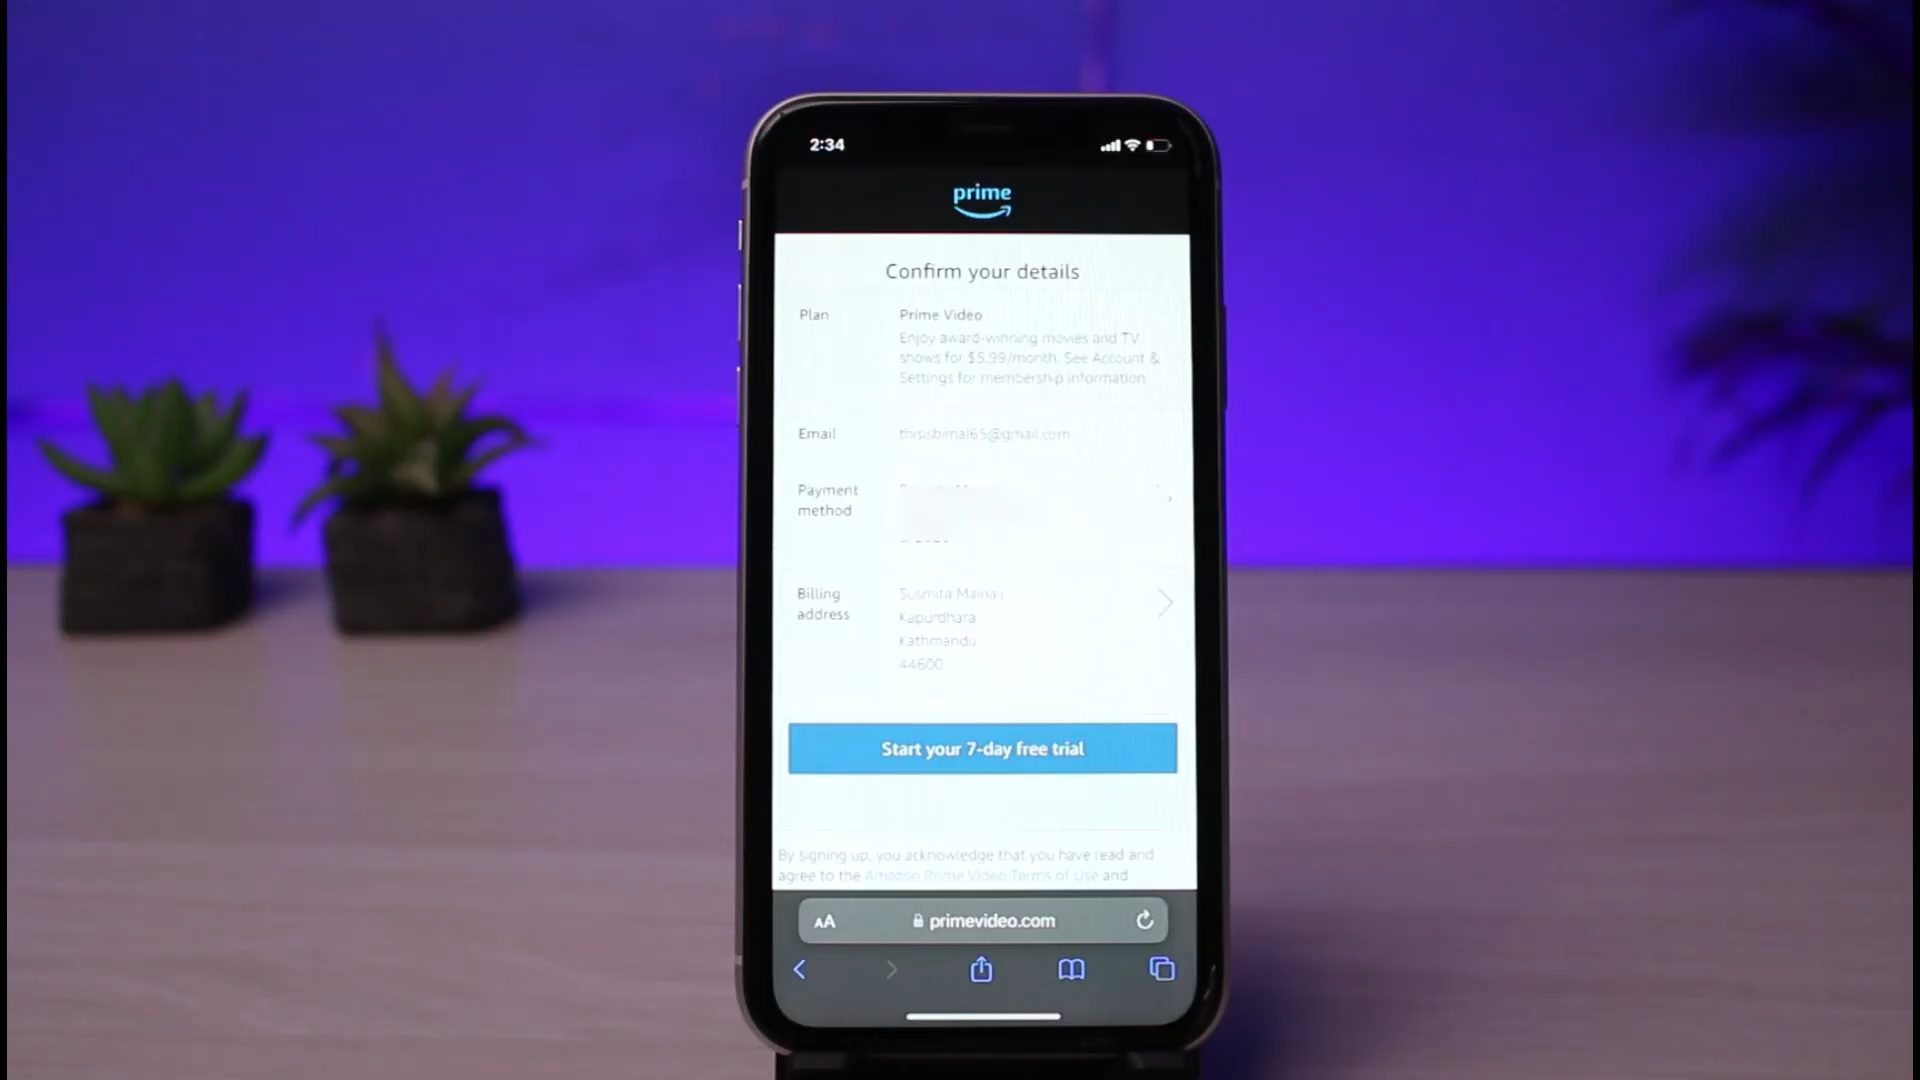 2:34
prime
Confirm your details
Plan
Prime Video
Enjoy award-winning movies and TV
shows for $5.99/month. See Account &
Settings for membership information.
Email
thisisbimal65@gmail.com
Payment
method
Billing
address
Susmita Mainali
Kapurdhara
Kathmandu
44600
Start your 7-day free trial
By signing up, you acknowledge that you have read and
agree to the Amazon Prime Video Terms of Use and
AA
primevideo.com